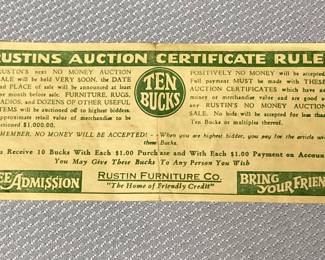 RUSTINS AUCTION CERTIFICATE RULE
RUSTIN'S next NO MONEY AUCTION
SALE will be held VERY SOON, the DATE
and PLACE of sale will be announced at least
one month before sale. FURNITURE, RUGS,
RADIOS, and DOZENS OF OTHER USEFUL
ITEMS will be auctioned off to the highest
bidder. The retail value of merchandise to be
auctioned $1,000.00.
TEN
BUCKS
POSITIVELY NO MONEY will be accepted.
Full payment must be made with THESE
AUCTION CERTIFICATES which have no
money or merchandise value and are good at
any RUSTIN'S NO MONEY AUCTION
SALE. No bids will be accepted for less than
Ten Bucks or multiples thereof.
REMEMBER, NO MONEY WILL BE ACCEPTED! -- When you are highest bidder, you pay for the article with
these Bucks.
You Receive 10 Bucks With Each $1.00 Purchase and With Each $1.00 Payment on Account
You May Give These Bucks To Any Person You Wish
FREE ADMISSION
RUSTIN FURNITURE CO.
"The Home of Friendly Credit"
BRING YOUR FRIEN